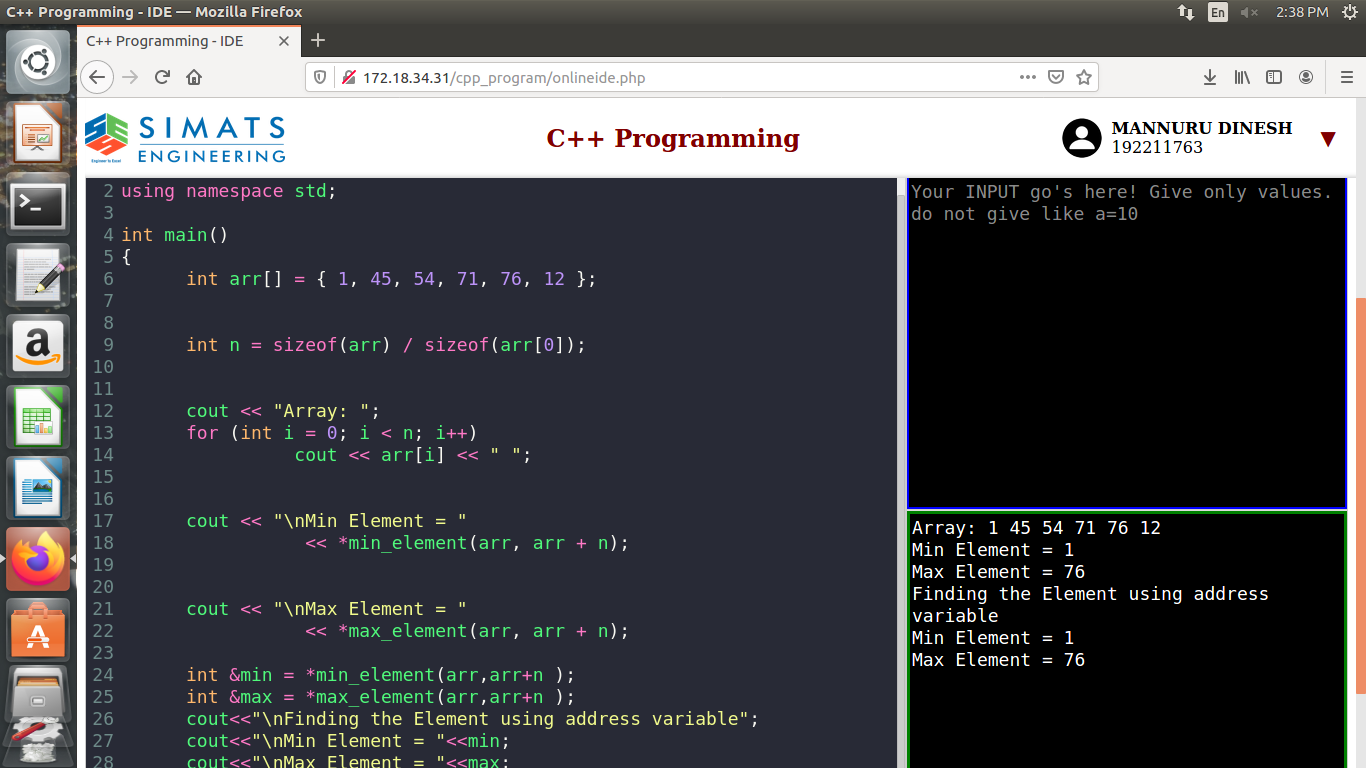 C++ Programming - IDE — Mozilla Firefox
En
2:38 PM
C++ Programming - IDE
172.18.34.31/cpp_program/onlineide.php
SIMATS
ENGINEERING
Engineer to Excel
C++ Programming
MANNURU DINESH
192211763
2 using namespace std;
3
4 int main()
5 {
6 int arr[] = { 1, 45, 54, 71, 76, 12 };
7
8
9 int n = sizeof(arr) / sizeof(arr[0]);
10
11
12 cout << "Array: ";
13 for (int i = 0; i < n; i++)
14 cout << arr[i] << " ";
15
16
17 cout << "\nMin Element = "
18 << *min_element(arr, arr + n);
19
20
21 cout << "\nMax Element = "
22 << *max_element(arr, arr + n);
23
24 int &min = *min_element(arr,arr+n );
25 int &max = *max_element(arr,arr+n );
26 cout<<"\nFinding the Element using address variable";
27 cout<<"\nMin Element = "<<min;
28 cout<<"\nMax Element = "<<max;
Your INPUT go's here! Give only values.
do not give like a=10
Array: 1 45 54 71 76 12
Min Element = 1
Max Element = 76
Finding the Element using address
variable
Min Element = 1
Max Element = 76